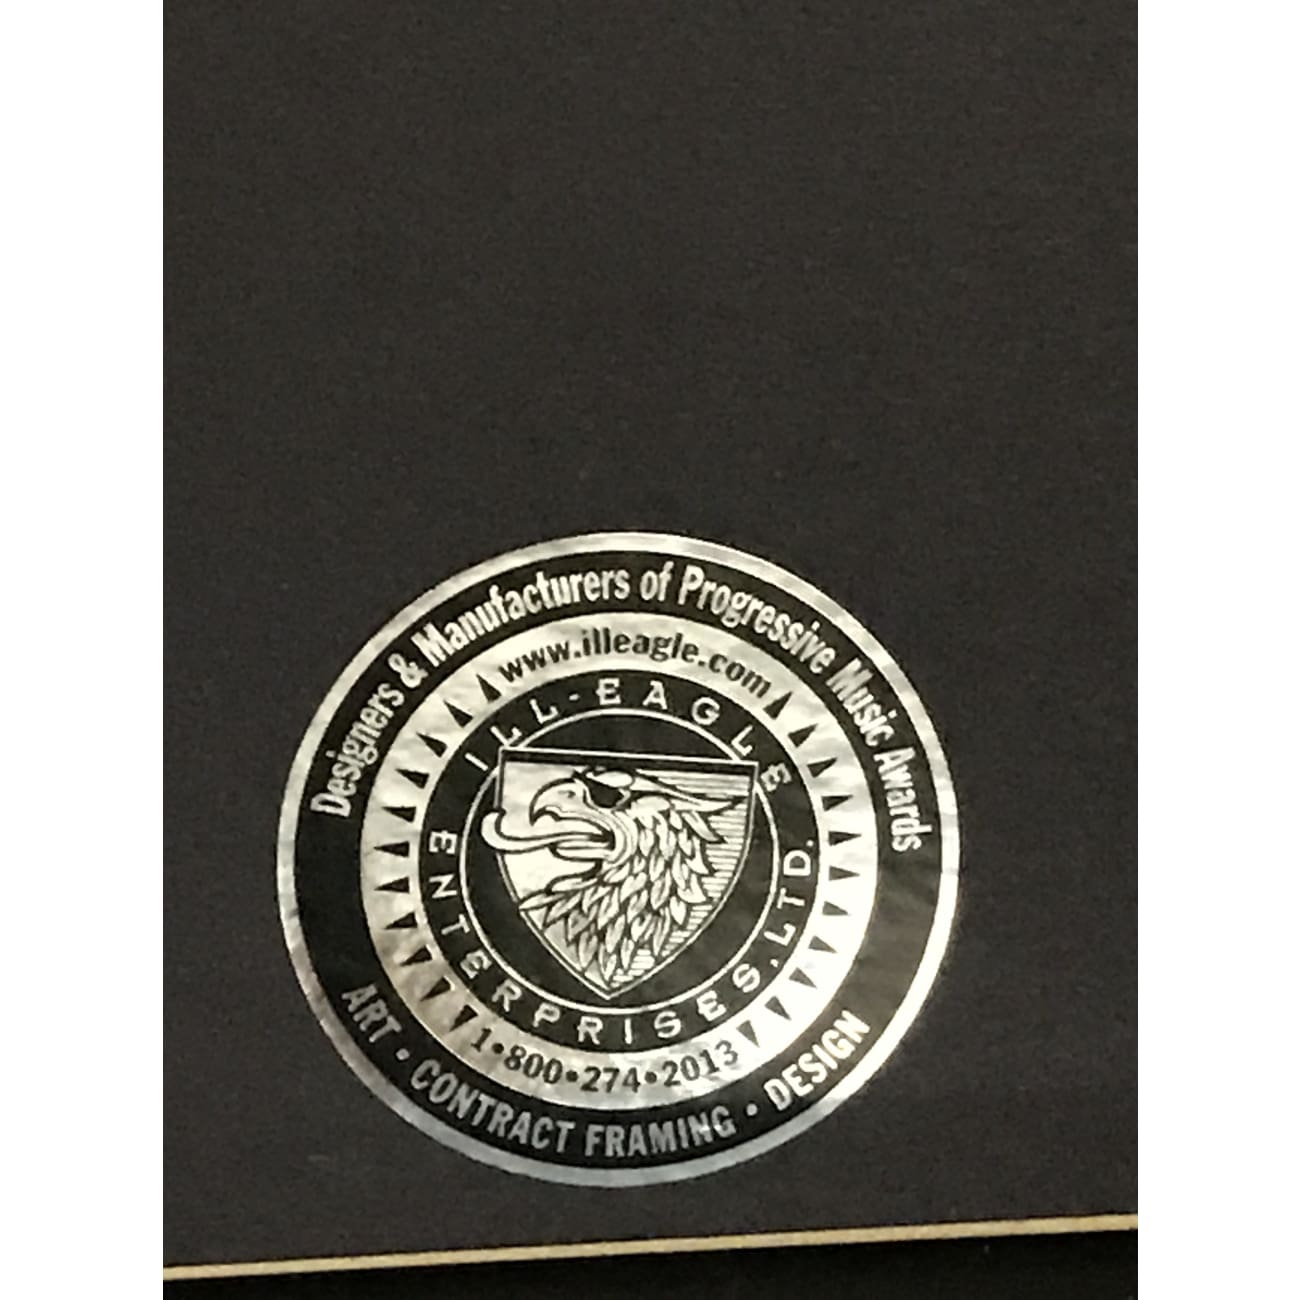 Designers & Manufacturers of Progressive Music Awards
www.illeagle.com
ILL-EAGLE
ENTERPRISES, LTD.
1•800•274•2013
ART • CONTRACT FRAMING • DESIGN